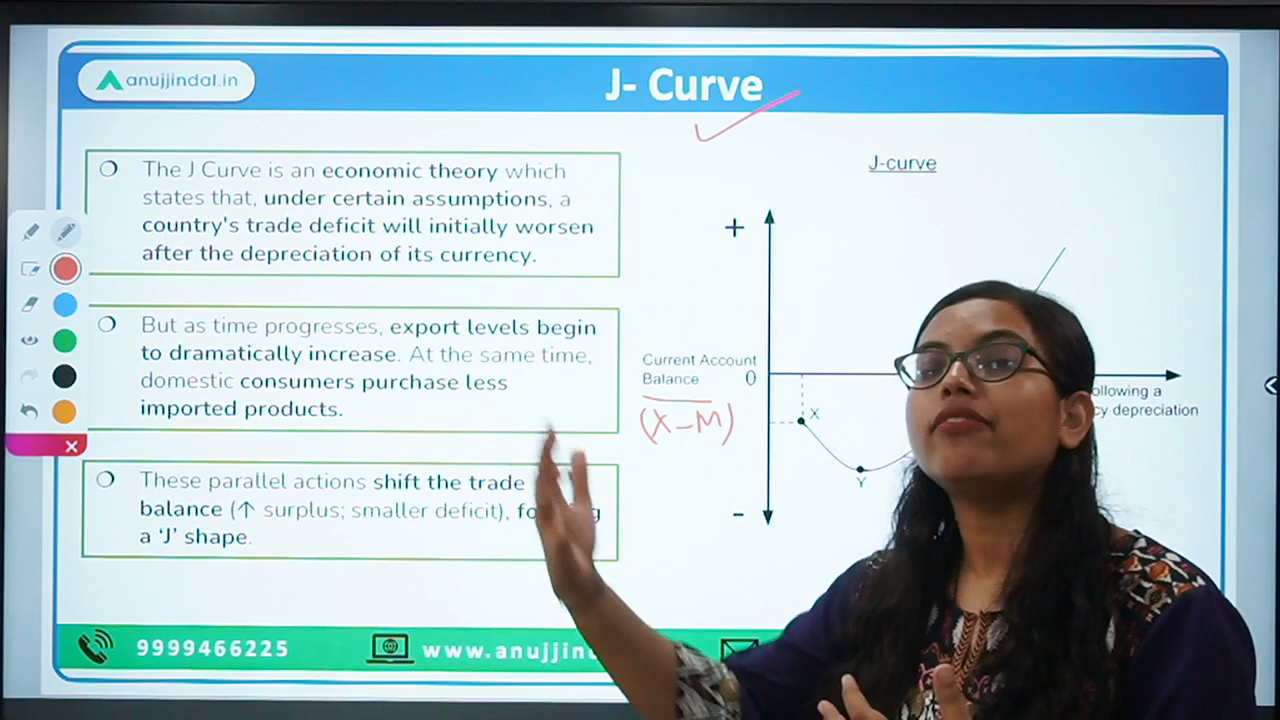 anujjindal.in
J- Curve
The J Curve is an economic theory which
states that, under certain assumptions, a
country's trade deficit will initially worsen
after the depreciation of its currency.
But as time progresses, export levels begin
to dramatically increase. At the same time,
domestic consumers purchase less
imported products.
These parallel actions shift the trade
balance (↑ surplus; smaller deficit),
a ‘J’ shape.
J-curve
+
Current Account
Balance 0
(X-M)
X
Y
-
ollowing a
cy depreciation
9999466225
www.anujjin